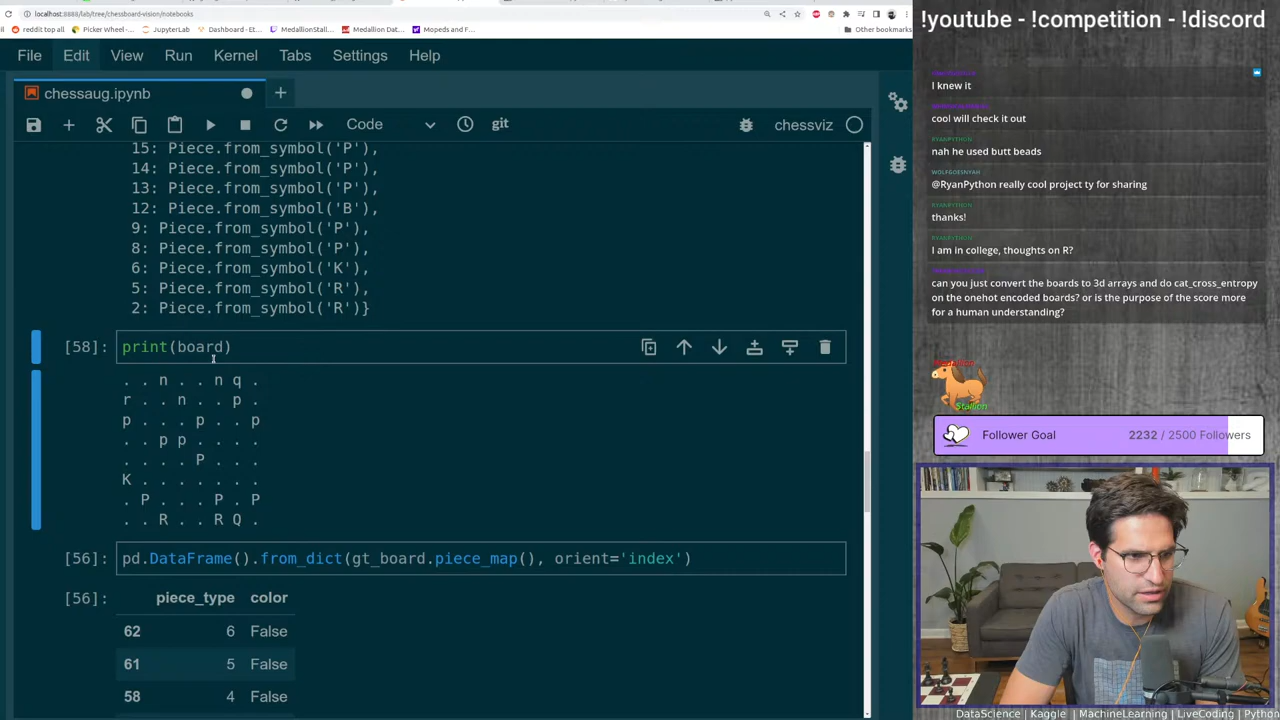 localhost:8888/lab/tree/chessboard-vision/notebooks
reddit top all
Picker Wheel -...
JupyterLab
Dashboard - Et...
MedallionStall...
Medallion Dat...
Mopeds and F...
Other bookmarks
File Edit View Run Kernel Tabs Settings Help
chessaug.ipynb
Code
git
chessviz
15: Piece.from_symbol('P'),
14: Piece.from_symbol('P'),
13: Piece.from_symbol('P'),
12: Piece.from_symbol('B'),
9: Piece.from_symbol('P'),
8: Piece.from_symbol('P'),
6: Piece.from_symbol('K'),
5: Piece.from_symbol('R'),
2: Piece.from_symbol('R')}
[58]: print(board)
. . n . . n q .
r . . n . . p .
p . . . p . . p
. . p p . . . .
. . . . P . . .
K . . . . . . .
. P . . . P . P
. . R . . R Q .
[56]: pd.DataFrame().from_dict(gt_board.piece_map(), orient='index')
[56]:
piece_type color
62 6 False
61 5 False
58 4 False
!youtube - !competition - !discord
I knew it
cool will check it out
RYANPYTHON
nah he used butt beads
WOLFGOESNYAH
@RyanPython really cool project ty for sharing
RYANPYTHON
thanks!
RYANPYTHON
I am in college, thoughts on R?
can you just convert the boards to 3d arrays and do cat_cross_entropy
on the onehot encoded boards? or is the purpose of the score more
for a human understanding?
Medallion
Stallion
Follower Goal
2232 / 2500 Followers
DataScience | Kaggle | MachineLearning | LiveCoding | Python